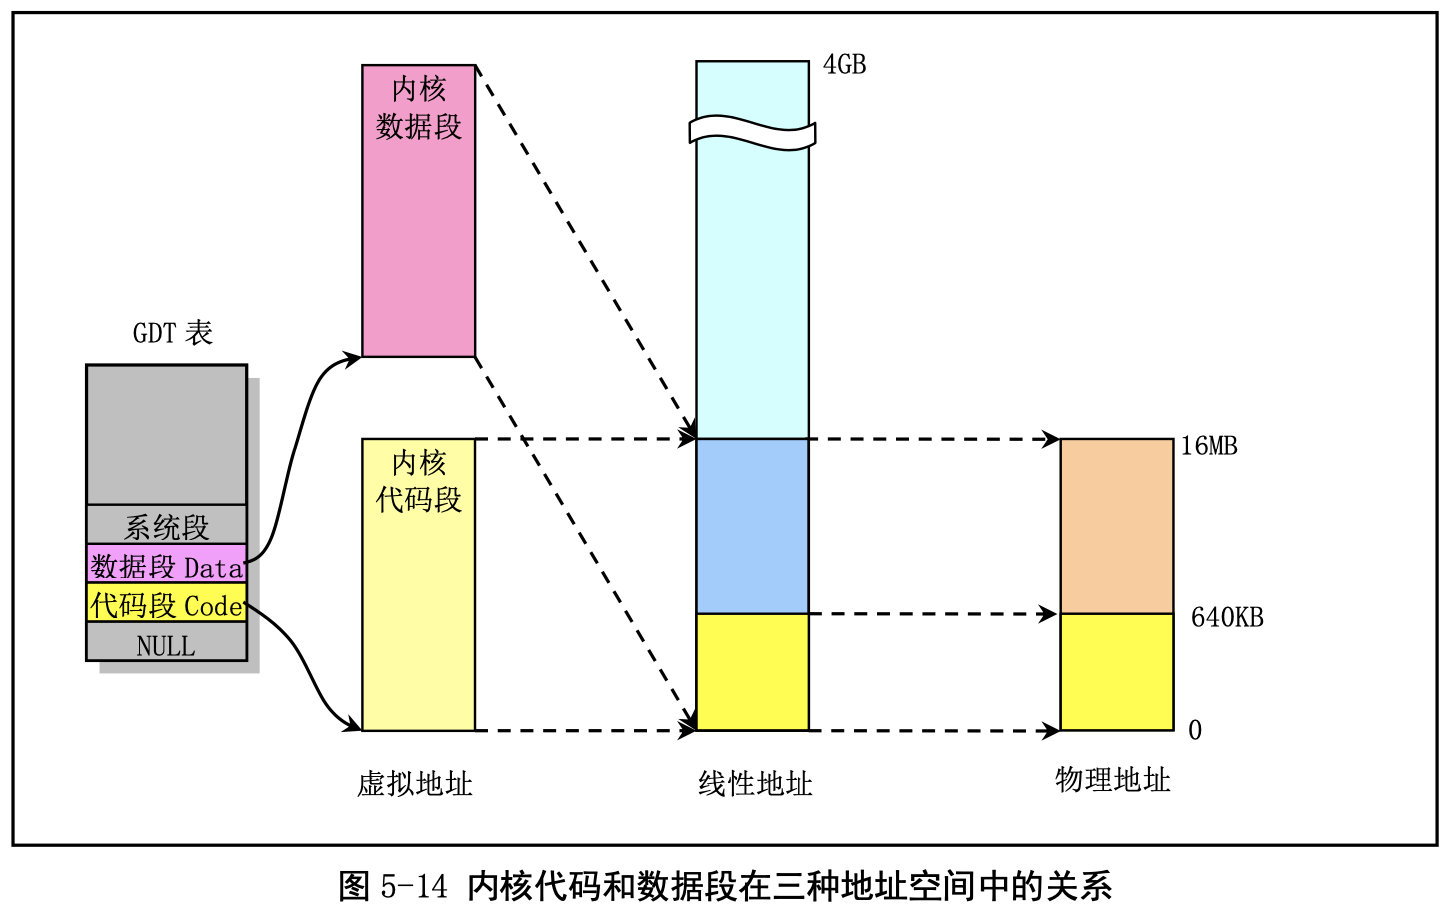 4GB
内核
数据段
GDT 表
16MB
内核
代码段
系统段
数据段 Data
代码段 Code
640KB
NULL
0
虚拟地址
线性地址
物理地址
图 5-14 内核代码和数据段在三种地址空间中的关系